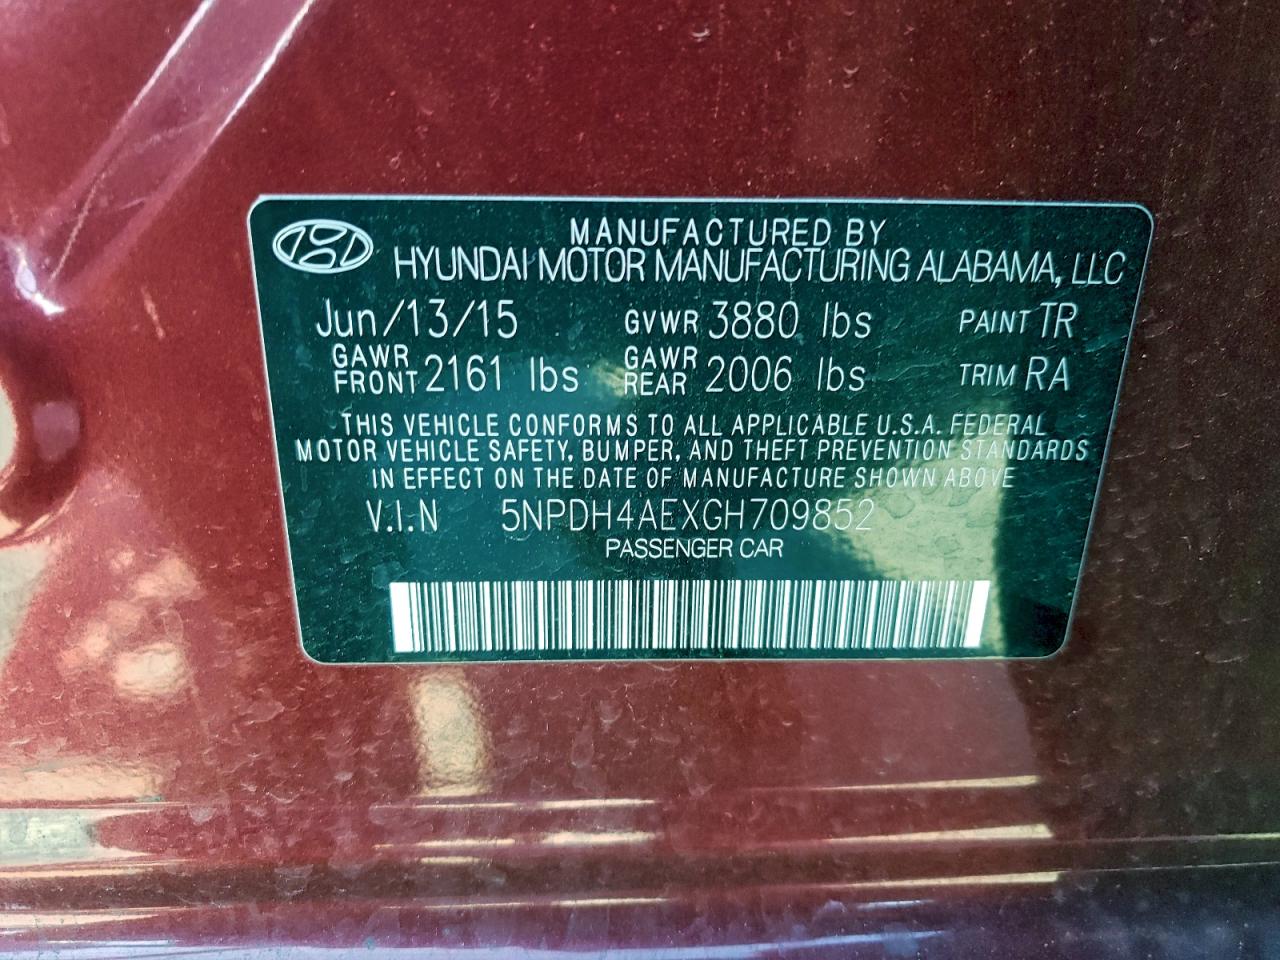 MANUFACTURED BY
HYUNDAI MOTOR MANUFACTURING ALABAMA, LLC
Jun/13/15 GVWR 3880 lbs PAINT TR
GAWR FRONT 2161 lbs GAWR REAR 2006 lbs TRIM RA
THIS VEHICLE CONFORMS TO ALL APPLICABLE U.S.A. FEDERAL
MOTOR VEHICLE SAFETY, BUMPER, AND THEFT PREVENTION STANDARDS
IN EFFECT ON THE DATE OF MANUFACTURE SHOWN ABOVE
V.I.N 5NPDH4AEXGH709852
PASSENGER CAR